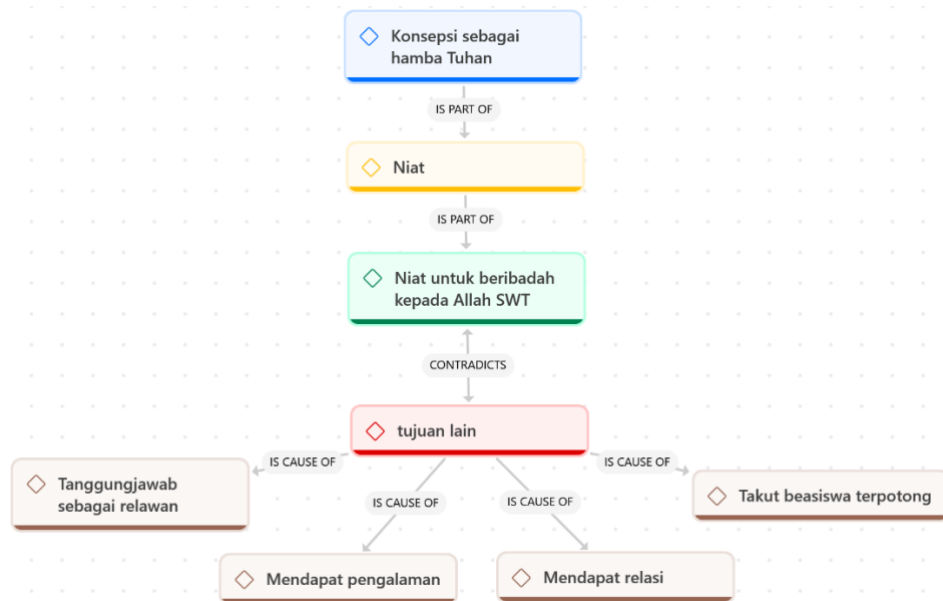 Konsepsi sebagai
hamba Tuhan
IS PART OF
Niat
IS PART OF
Niat untuk beribadah
kepada Allah SWT
CONTRADICTS
tujuan lain
IS CAUSE OF
IS CAUSE OF
Tanggungjawab
sebagai relawan
Takut beasiswa terpotong
IS CAUSE OF
IS CAUSE OF
Mendapat pengalaman
Mendapat relasi